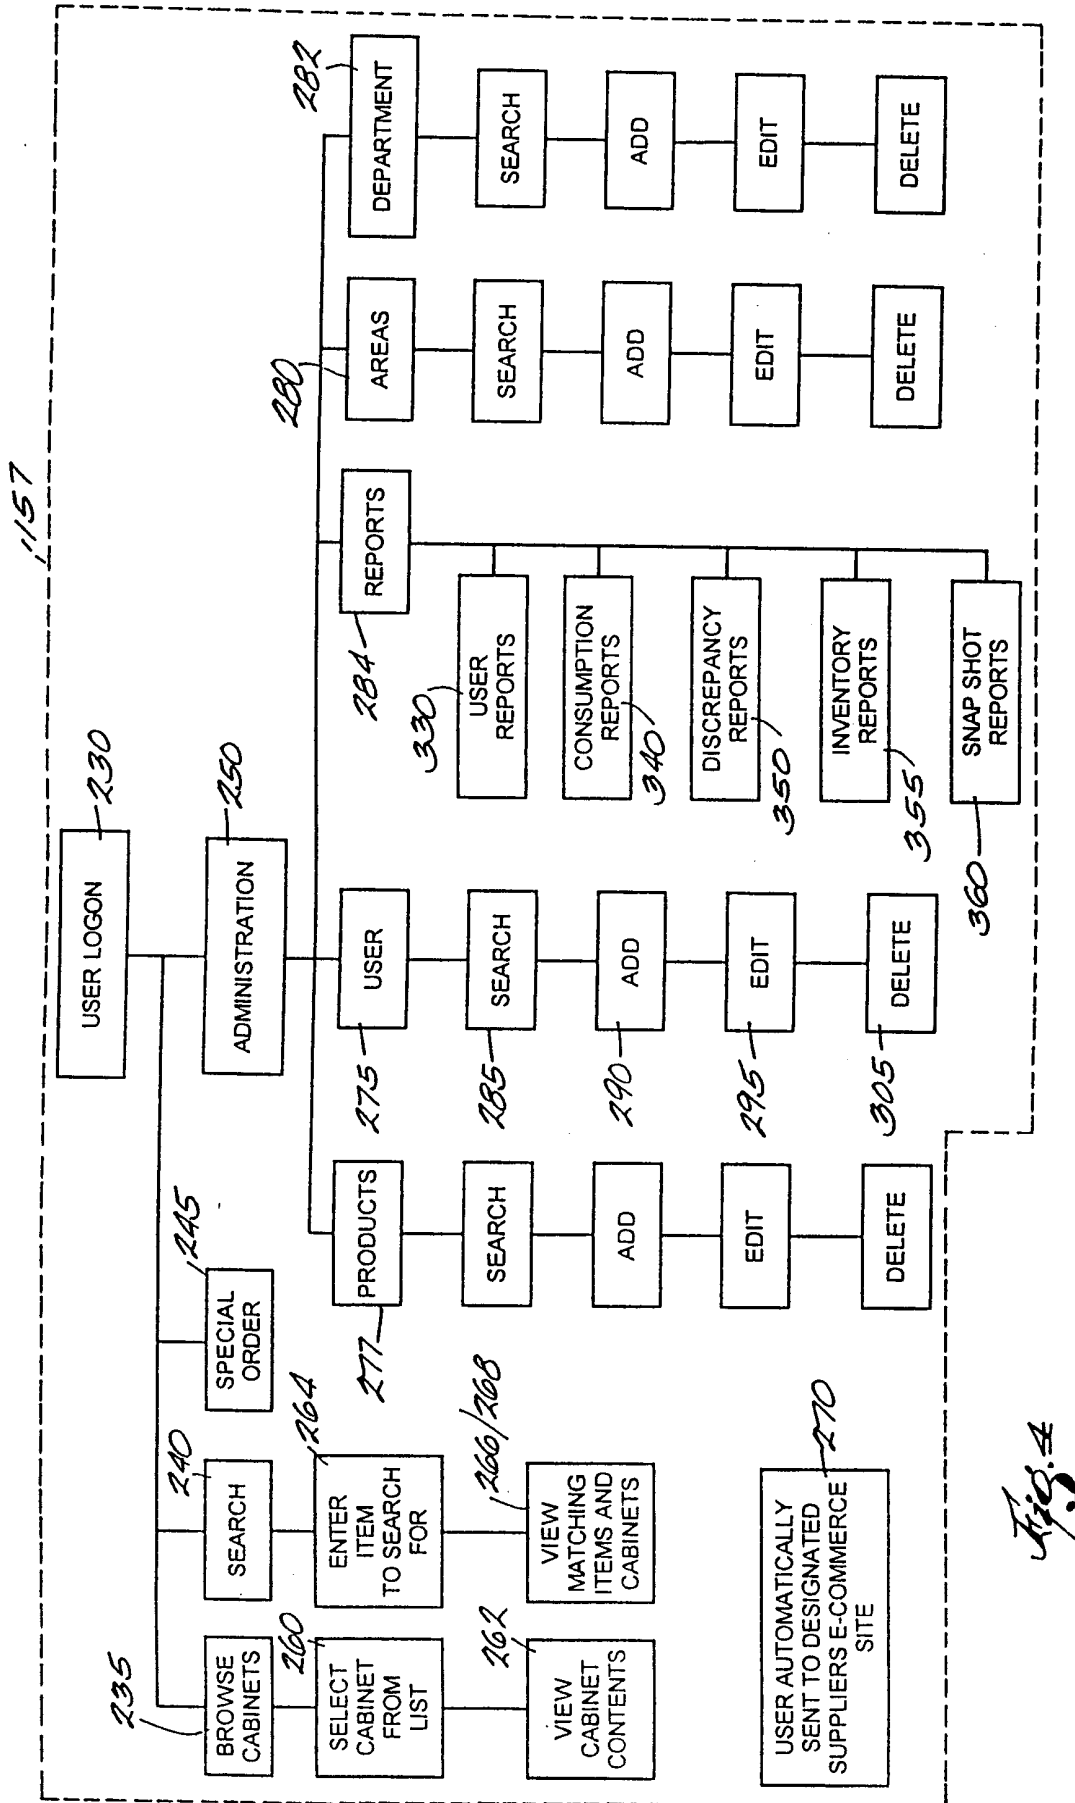 157
USER LOGON
230
BROWSE
CABINETS
235
SEARCH
240
SPECIAL
ORDER
245
ADMINISTRATION
250
SELECT
CABINET
FROM
LIST
260
ENTER
ITEM
TO SEARCH
FOR
264
VIEW
CABINET
CONTENTS
262
VIEW
MATCHING
ITEMS AND
CABINETS
266/268
USER AUTOMATICALLY
SENT TO DESIGNATED
SUPPLIERS E-COMMERCE
SITE
270
PRODUCTS
277
SEARCH
ADD
EDIT
DELETE
USER
275
SEARCH
285
ADD
290
EDIT
295
DELETE
305
REPORTS
284
USER
REPORTS
330
CONSUMPTION
REPORTS
340
DISCREPANCY
REPORTS
350
INVENTORY
REPORTS
355
SNAP SHOT
REPORTS
360
AREAS
280
SEARCH
ADD
EDIT
DELETE
DEPARTMENT
282
SEARCH
ADD
EDIT
DELETE
Fig. 4